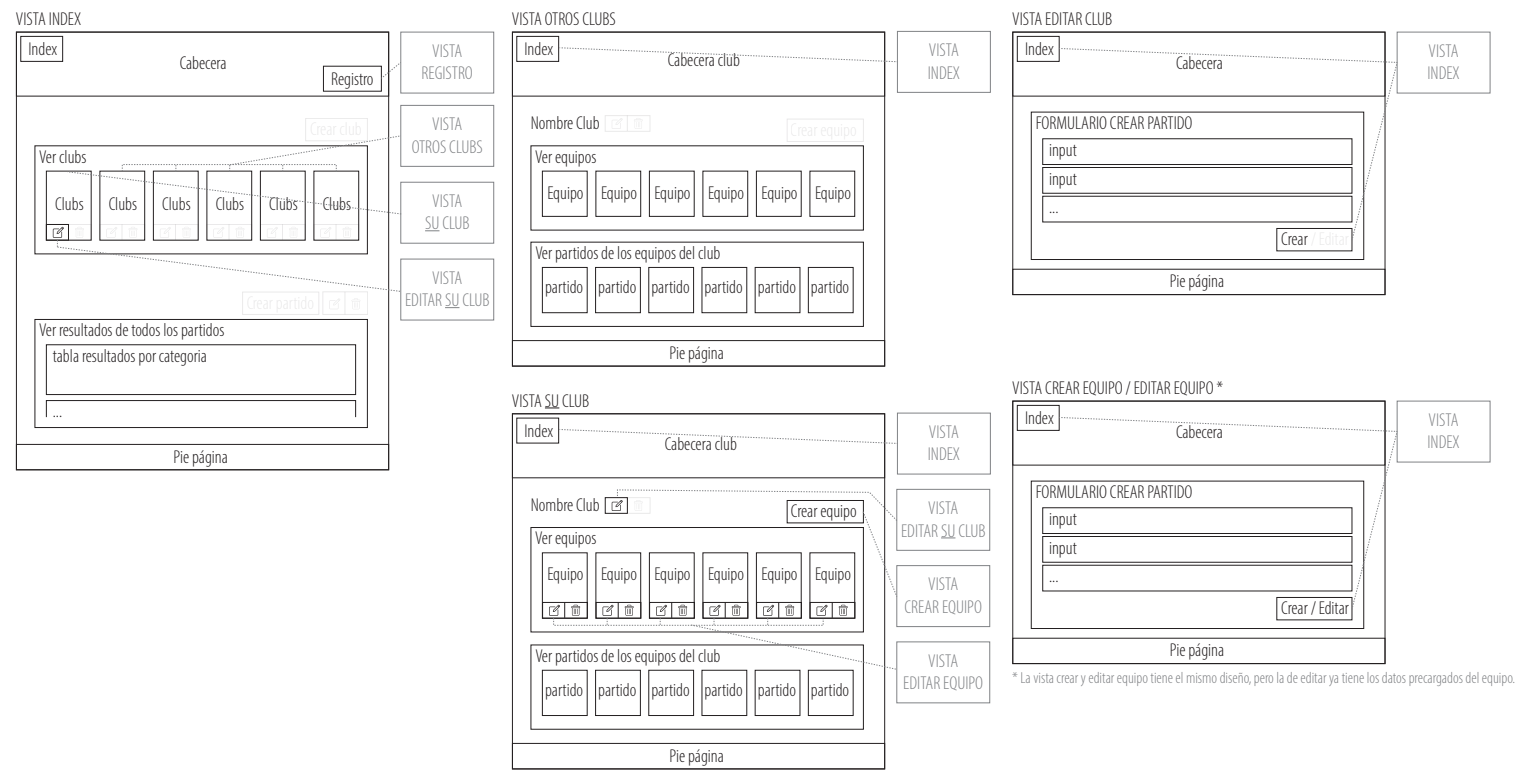 VISTA INDEX
Index
Cabecera
Registro
VISTA
REGISTRO
Crear club
VISTA
OTROS CLUBS
Ver clubs
Clubs Clubs Clubs Clubs Clubs Clubs
VISTA
SU CLUB
VISTA
EDITAR SU CLUB
Crear partido
Ver resultados de todos los partidos
tabla resultados por categoria
...
Pie página
VISTA OTROS CLUBS
Index
Cabecera club
VISTA
INDEX
Nombre Club
Crear equipo
Ver equipos
Equipo Equipo Equipo Equipo Equipo Equipo
Ver partidos de los equipos del club
partido partido partido partido partido partido
Pie página
VISTA SU CLUB
Index
Cabecera club
VISTA
INDEX
Nombre Club
Crear equipo
VISTA
EDITAR SU CLUB
Ver equipos
Equipo Equipo Equipo Equipo Equipo Equipo
VISTA
CREAR EQUIPO
Ver partidos de los equipos del club
VISTA
EDITAR EQUIPO
partido partido partido partido partido partido
Pie página
VISTA EDITAR CLUB
Index
Cabecera
VISTA
INDEX
FORMULARIO CREAR PARTIDO
input
input
...
Crear / Editar
Pie página
VISTA CREAR EQUIPO / EDITAR EQUIPO *
Index
Cabecera
VISTA
INDEX
FORMULARIO CREAR PARTIDO
input
input
...
Crear / Editar
Pie página
* La vista crear y editar equipo tiene el mismo diseño, pero la de editar ya tiene los datos precargados del equipo.